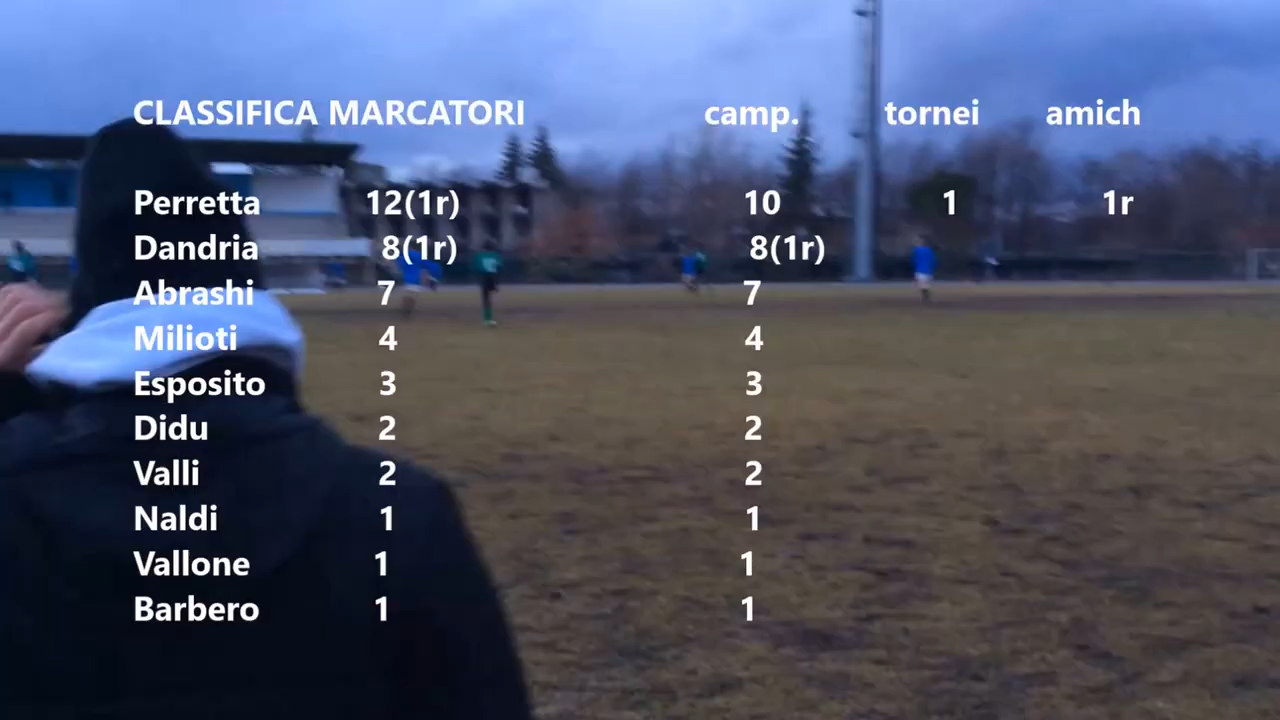 CLASSIFICA MARCATORI camp. tornei amich
Perretta 12(1r) 10 1 1r
Dandria 8(1r) 8(1r)
Abrashi 7 7
Milioti 4 4
Esposito 3 3
Didu 2 2
Valli 2 2
Naldi 1 1
Vallone 1 1
Barbero 1 1